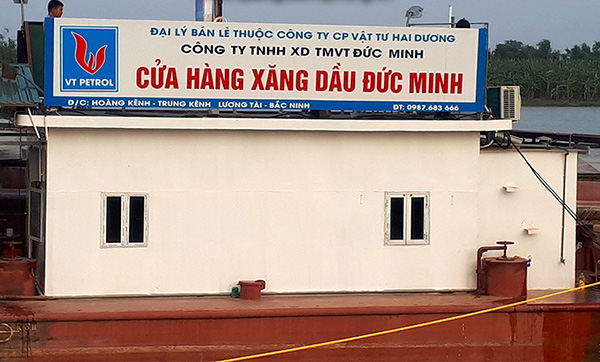 ĐẠI LÝ BÁN LẺ THUỘC CÔNG TY CP VẬT TƯ HẢI DƯƠNG
CÔNG TY TNHH XD TMVT ĐỨC MINH
VT PETROL
CỬA HÀNG XĂNG DẦU ĐỨC MINH
Đ/C: HOÀNG KÊNH - TRUNG KÊNH LƯƠNG TÀI - BẮC NINH ĐT: 0987.683 666